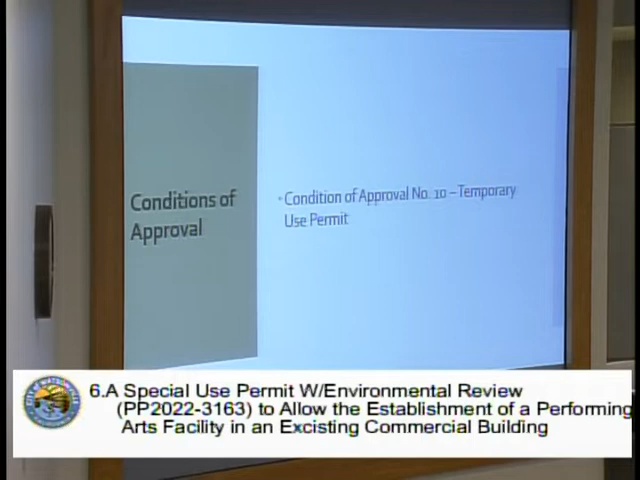 Conditions of
Approval
• Condition of Approval No. 10 – Temporary
Use Permit
6.A Special Use Permit W/Environmental Review
(PP2022-3163) to Allow the Establishment of a Performing
Arts Facility in an Excisting Commercial Building